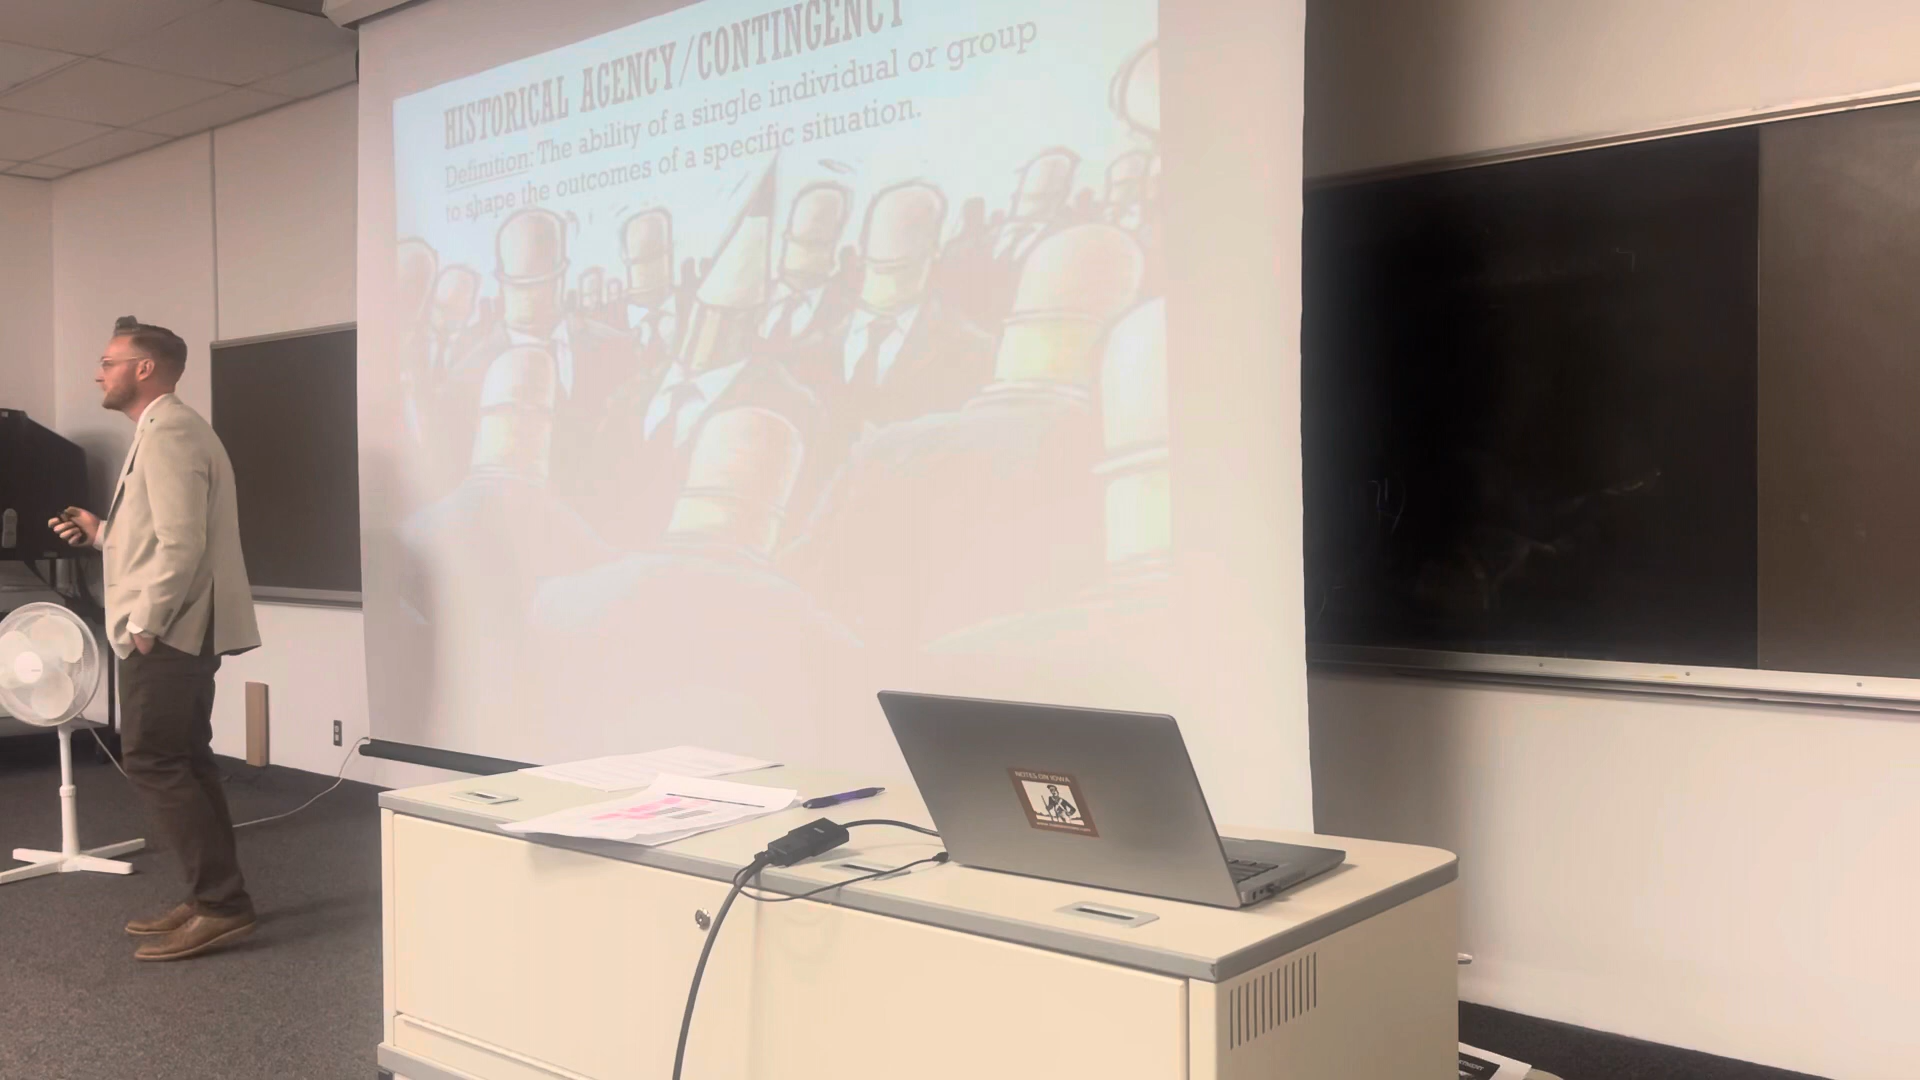 HISTORICAL AGENCY/CONTINGENCY
Definition: The ability of a single individual or group
to shape the outcomes of a specific situation.
NOTES ON IOWA